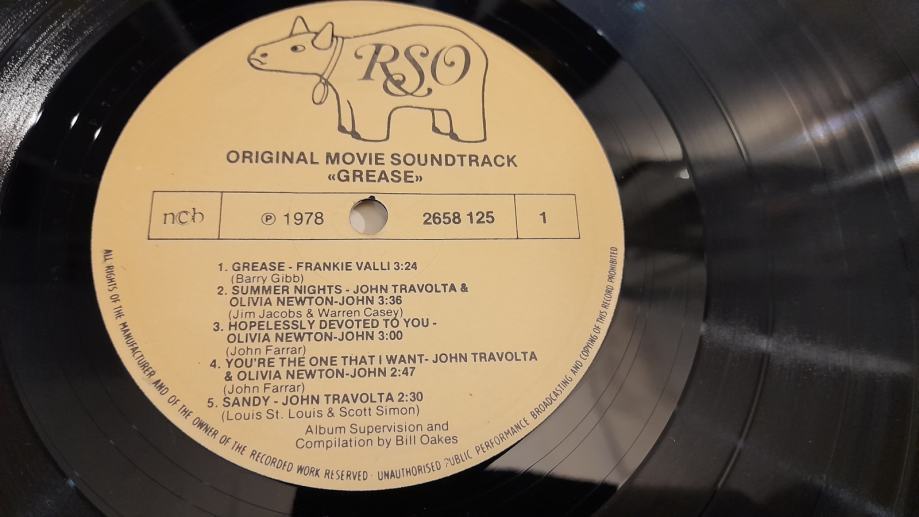 RSO
ORIGINAL MOVIE SOUNDTRACK
«GREASE»
ncb ℗ 1978 2658 125 1
1. GREASE - FRANKIE VALLI 3:24
(Barry Gibb)
2. SUMMER NIGHTS - JOHN TRAVOLTA &
OLIVIA NEWTON-JOHN 3:36
(Jim Jacobs & Warren Casey)
3. HOPELESSLY DEVOTED TO YOU -
OLIVIA NEWTON-JOHN 3:00
(John Farrar)
4. YOU'RE THE ONE THAT I WANT- JOHN TRAVOLTA
& OLIVIA NEWTON-JOHN 2:47
(John Farrar)
5. SANDY - JOHN TRAVOLTA 2:30
(Louis St. Louis & Scott Simon)
Album Supervision and
Compilation by Bill Oakes
ALL RIGHTS OF THE MANUFACTURER AND OF THE OWNER OF THE RECORDED WORK RESERVED · UNAUTHORISED PUBLIC PERFORMANCE BROADCASTING AND COPYING OF THIS RECORD PROHIBITED